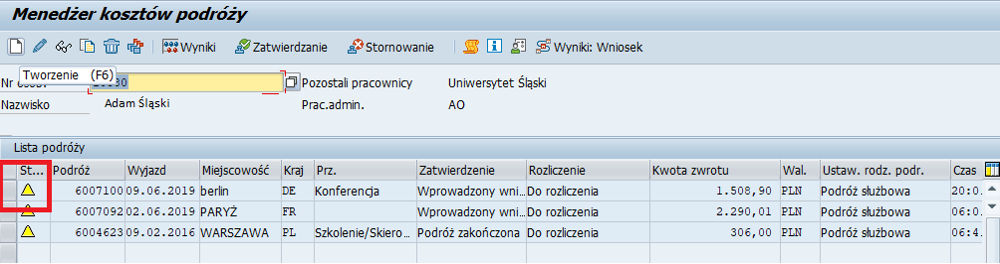 Menedżer kosztów podróży
Wyniki Zatwierdzanie Stornowanie Wyniki: Wniosek
Tworzenie (F6)
Pozostali pracownicy Uniwersytet Śląski
Nazwisko Adam Śląski Prac.admin. AO
Lista podróży
St... Podróż Wyjazd Miejscowość Kraj Prz. Zatwierdzenie Rozliczenie Kwota zwrotu Wal. Ustaw. rodz. podr. Czas
6007100 09.06.2019 berlin DE Konferencja Wprowadzony wni... Do rozliczenia 1.508,90 PLN Podróż służbowa 20:0.
6007092 02.06.2019 PARYŻ FR Wprowadzony wni... Do rozliczenia 2.290,01 PLN Podróż służbowa 06:0.
6004623 09.02.2016 WARSZAWA PL Szkolenie/Skiero... Podróż zakończona Do rozliczenia 306,00 PLN Podróż służbowa 06:4.